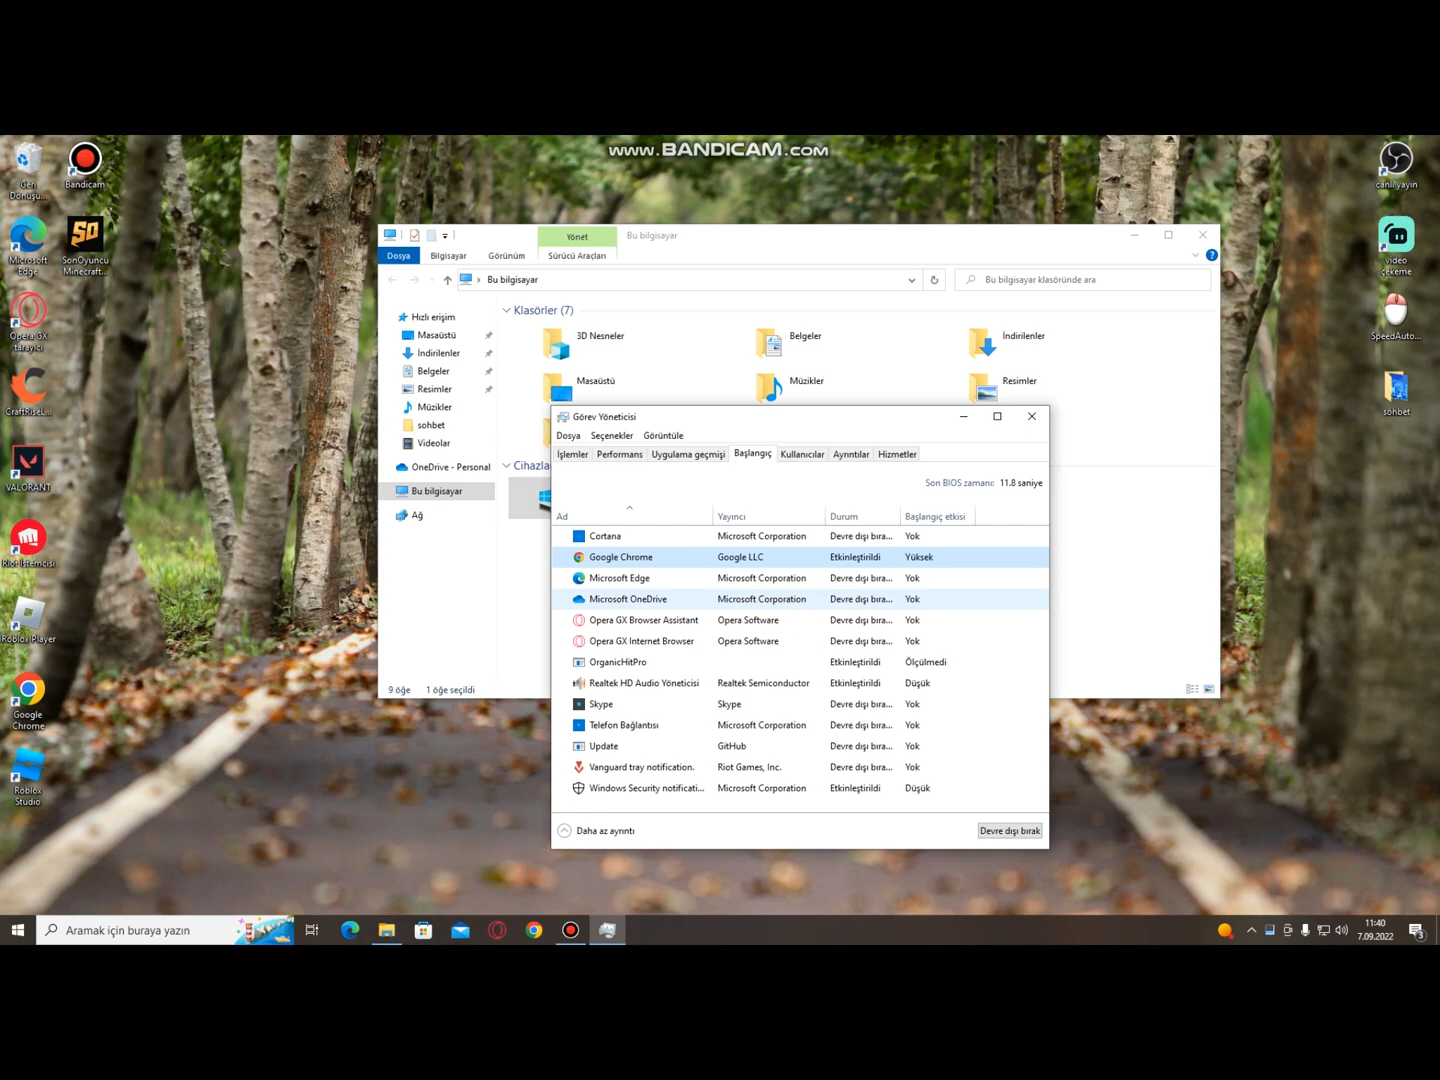 www.BANDICAM.com
Geri
Dönüşü...
Bandicam
Microsoft
Edge
SonOyuncu
Minecraft...
Opera GX
tarayıcı
CraftRiseL...
VALORANT
Riot İstemcisi
Roblox Player
Google
Chrome
Roblox
Studio
canlı yayın
video
çekeme
SpeedAuto...
sohbet
Yönet
Bu bilgisayar
Dosya
Bilgisayar
Görünüm
Sürücü Araçları
Bu bilgisayar
Bu bilgisayar klasöründe ara
Hızlı erişim
Masaüstü
İndirilenler
Belgeler
Resimler
Müzikler
sohbet
Videolar
OneDrive - Personal
Bu bilgisayar
Ağ
Klasörler (7)
3D Nesneler
Belgeler
İndirilenler
Masaüstü
Müzikler
Resimler
Cihazla
9 öğe 1 öğe seçildi
Görev Yöneticisi
Dosya Seçenekler Görüntüle
İşlemler Performans Uygulama geçmişi Başlangıç Kullanıcılar Ayrıntılar Hizmetler
Son BIOS zamanı: 11.8 saniye
Ad Yayıncı Durum Başlangıç etkisi
Cortana Microsoft Corporation Devre dışı bıra... Yok
Google Chrome Google LLC Etkinleştirildi Yüksek
Microsoft Edge Microsoft Corporation Devre dışı bıra... Yok
Microsoft OneDrive Microsoft Corporation Devre dışı bıra... Yok
Opera GX Browser Assistant Opera Software Devre dışı bıra... Yok
Opera GX Internet Browser Opera Software Devre dışı bıra... Yok
OrganicHitPro Etkinleştirildi Ölçülmedi
Realtek HD Audio Yöneticisi Realtek Semiconductor Etkinleştirildi Düşük
Skype Skype Devre dışı bıra... Yok
Telefon Bağlantısı Microsoft Corporation Devre dışı bıra... Yok
Update GitHub Devre dışı bıra... Yok
Vanguard tray notification. Riot Games, Inc. Devre dışı bıra... Yok
Windows Security notificati... Microsoft Corporation Etkinleştirildi Düşük
Daha az ayrıntı
Devre dışı bırak
Aramak için buraya yazın
11:40
7.09.2022
3